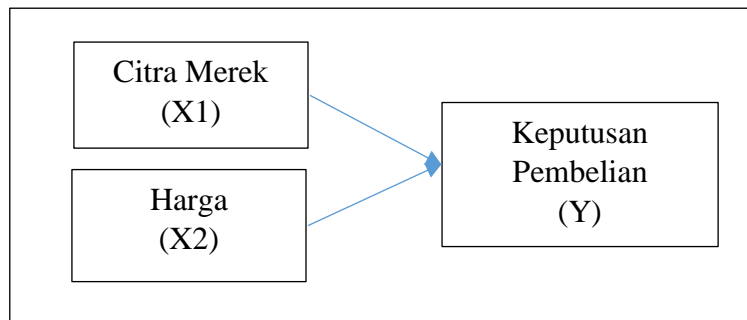 Citra Merek
(X1)
Harga
(X2)
Keputusan
Pembelian
(Y)